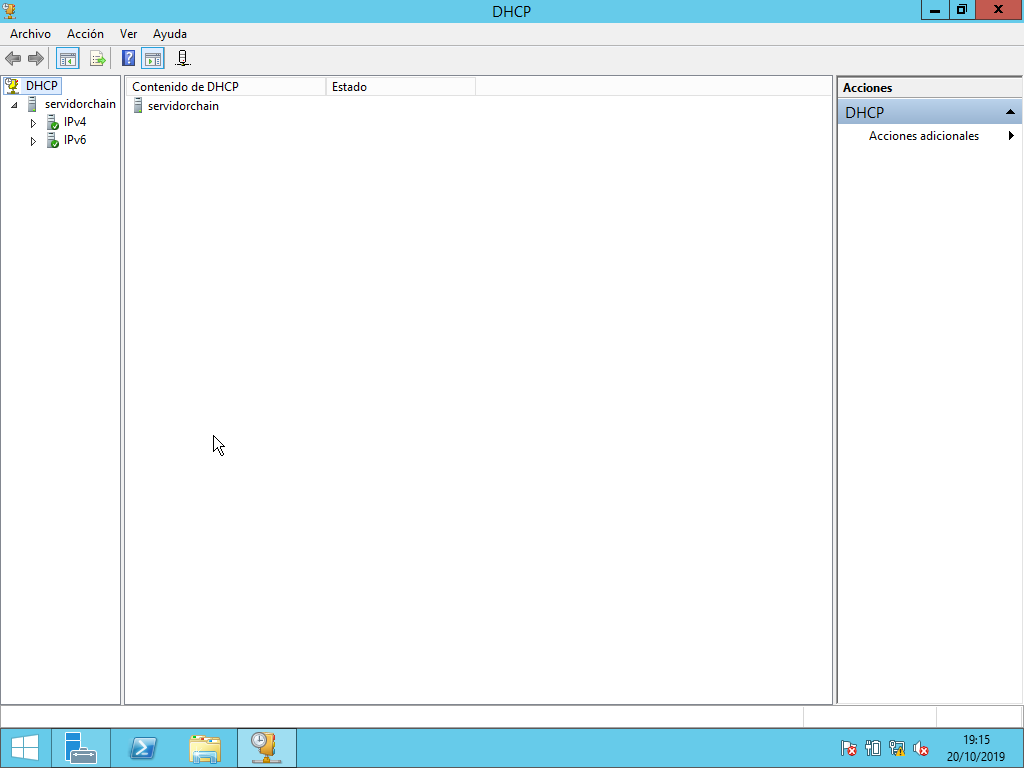 DHCP
Archivo Acción Ver Ayuda
DHCP
servidorchain
IPv4
IPv6
Contenido de DHCP Estado
servidorchain
Acciones
DHCP
Acciones adicionales
19:15
20/10/2019